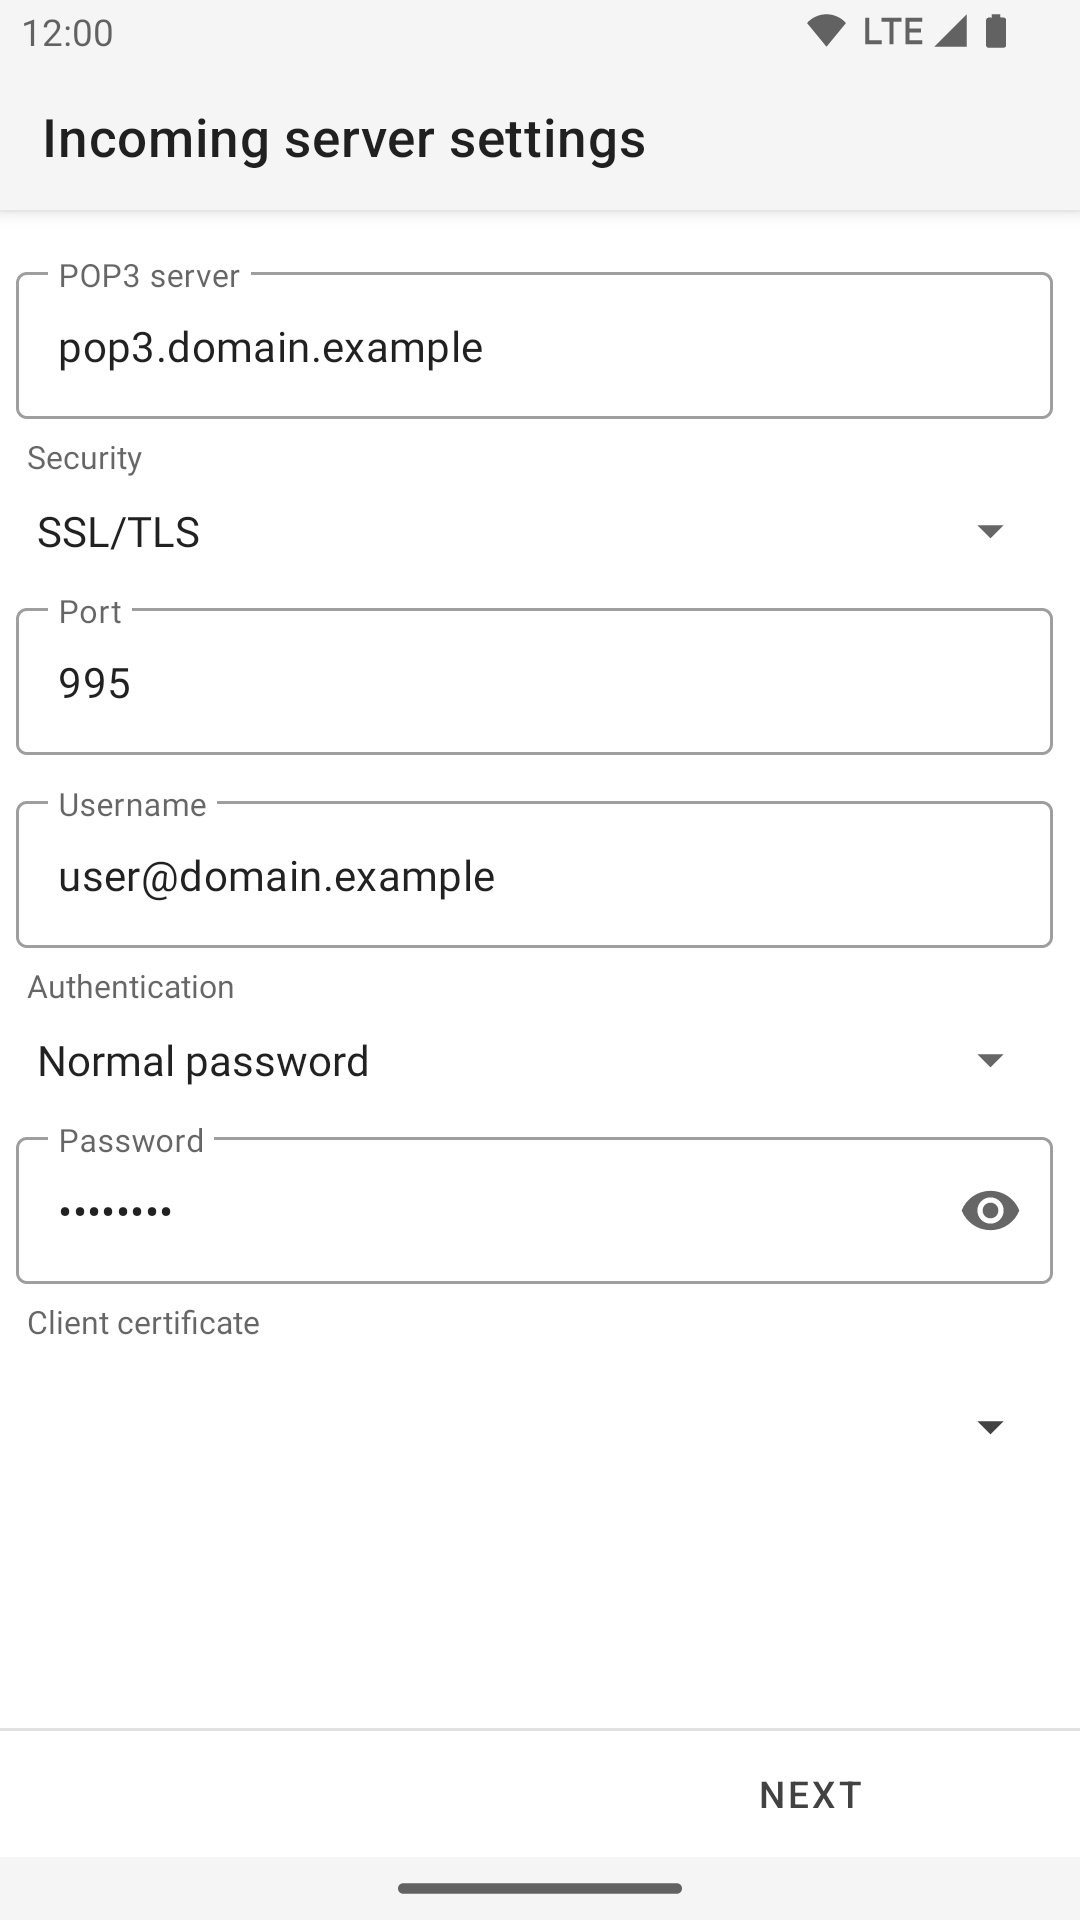 12:00
LTE
Incoming server settings
POP3 server
pop3.domain.example
Security
SSL/TLS
Port
995
Username
user@domain.example
Authentication
Normal password
Password
••••••••
Client certificate
NEXT